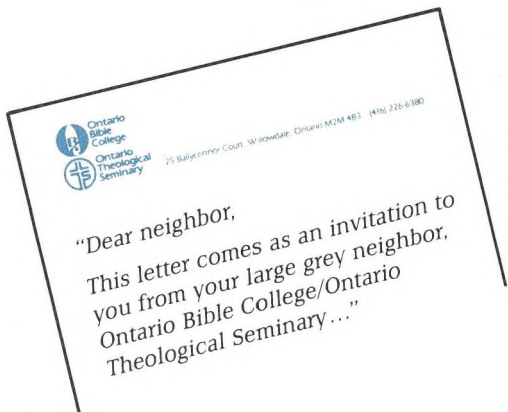 Ontario
Bible
College
Ontario
Theological
Seminary
25 Ballyconnor Court, Willowdale, Ontario M2M 4B3 (416) 226-6380
“Dear neighbor,
This letter comes as an invitation to
you from your large grey neighbor,
Ontario Bible College/Ontario
Theological Seminary...”